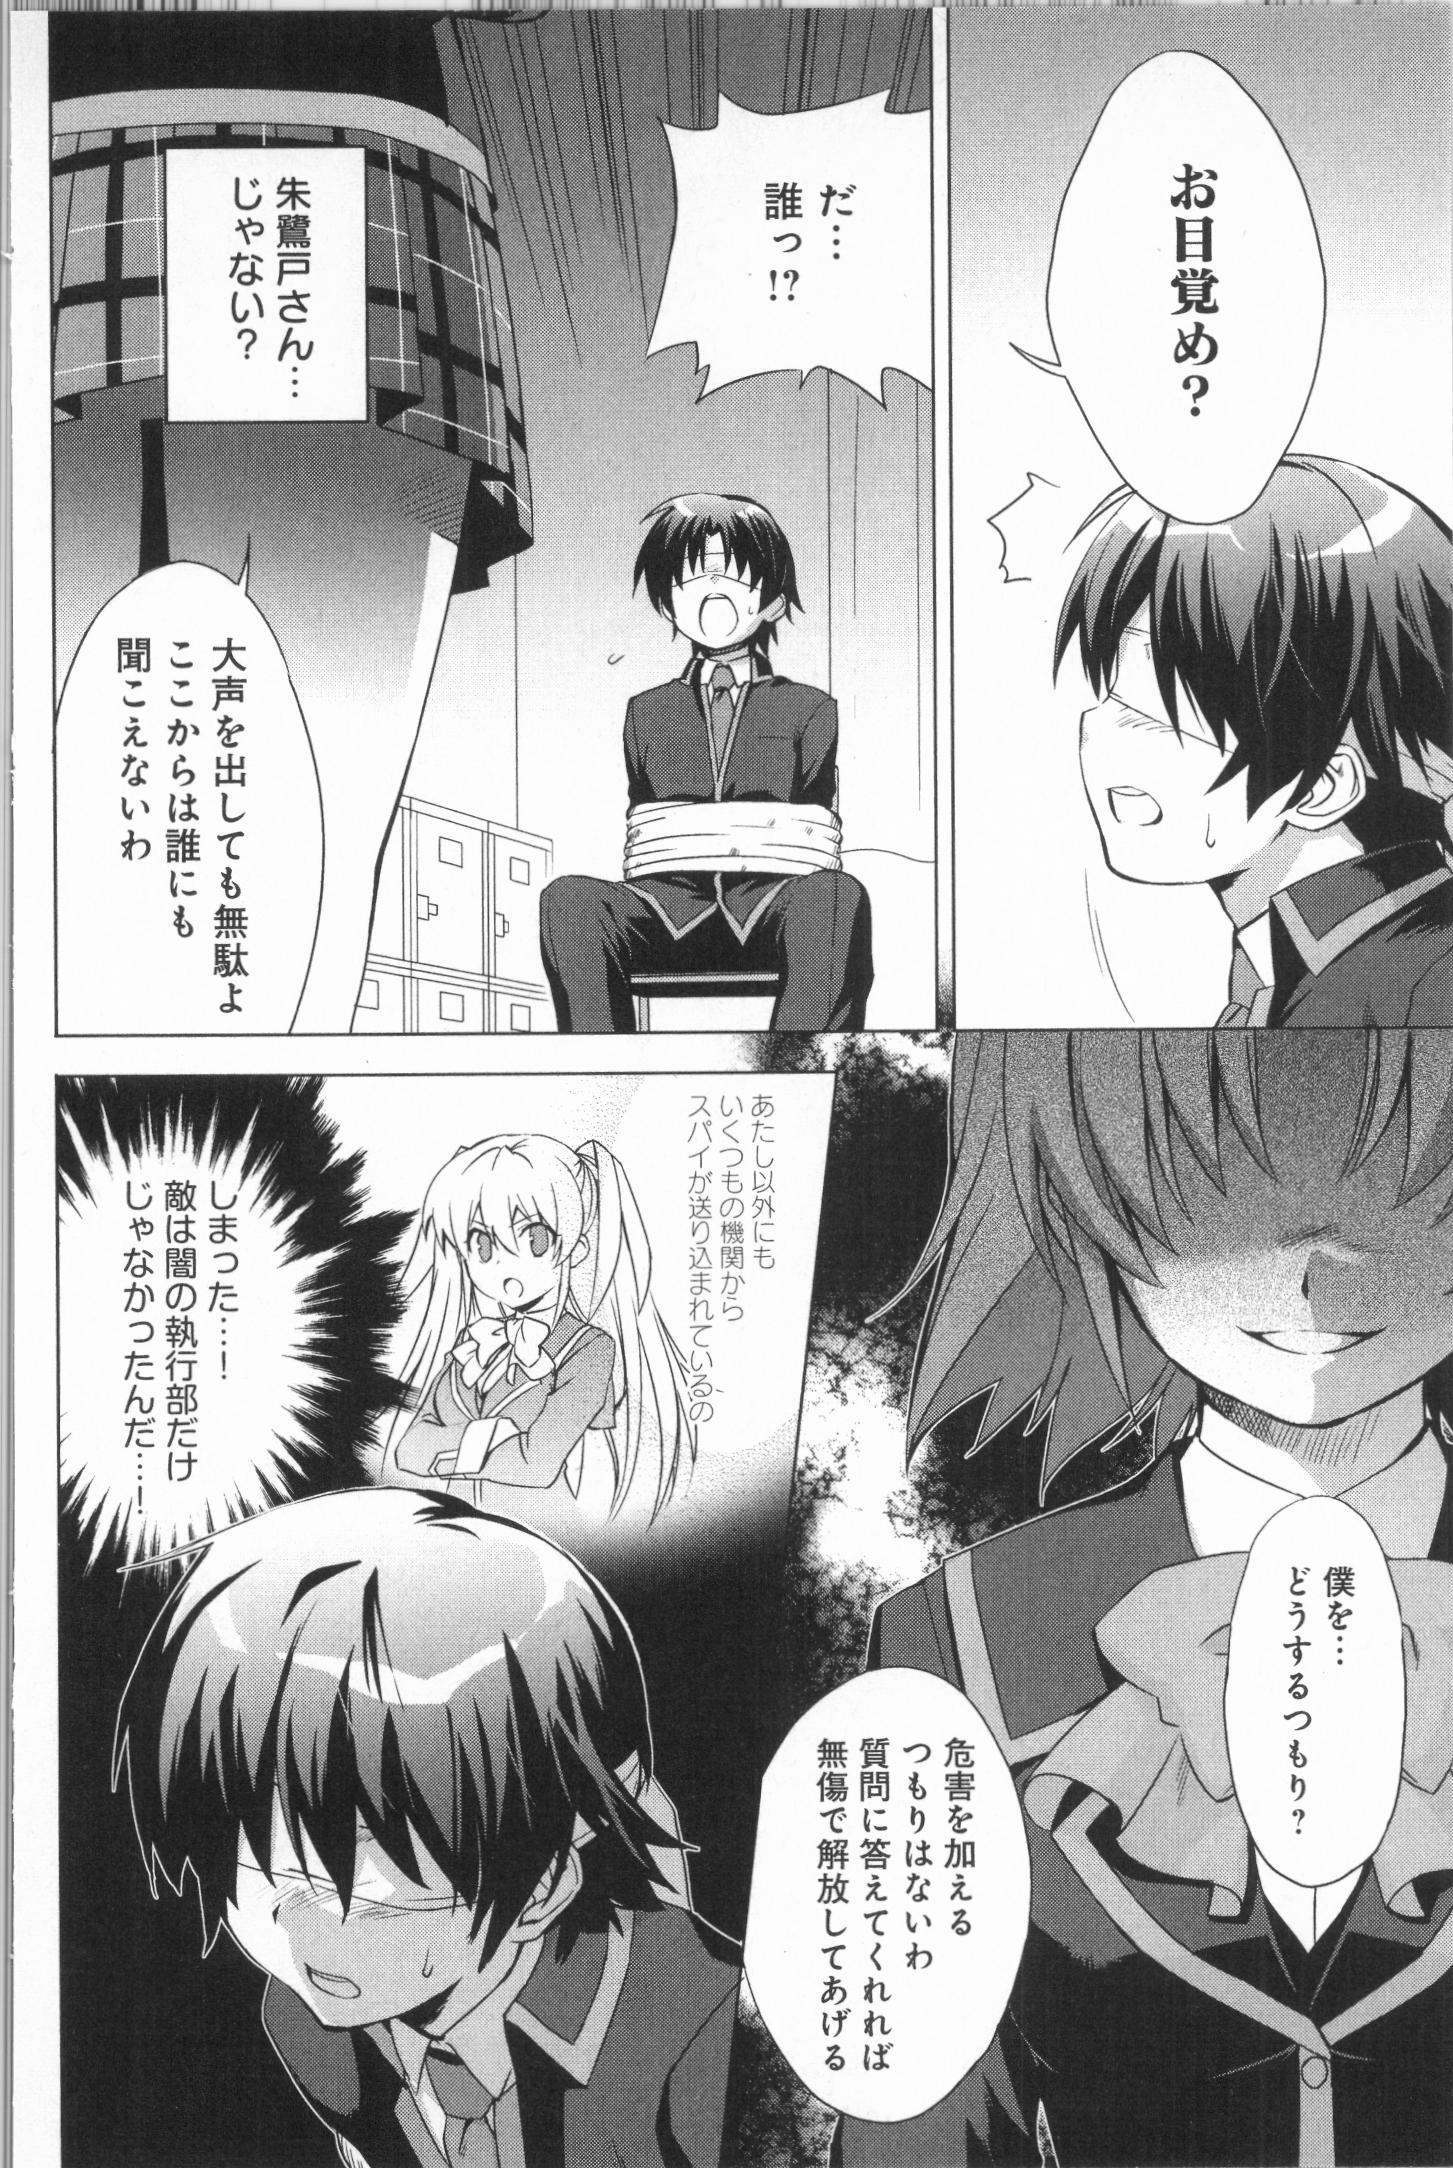 お目覚め？
だ…
誰っ!?
朱鷺戸さん…
じゃない？
大声を出しても無駄よ
ここからは誰にも
聞こえないわ
僕を…
どうするつもり？
危害を加える
つもりはないわ
質問に答えてくれれば
無傷で解放してあげる
あたし以外にも
いくつもの機関から
スパイが送り込まれているの
しまった…！
敵は闇の執行部だけ
じゃなかったんだ…！